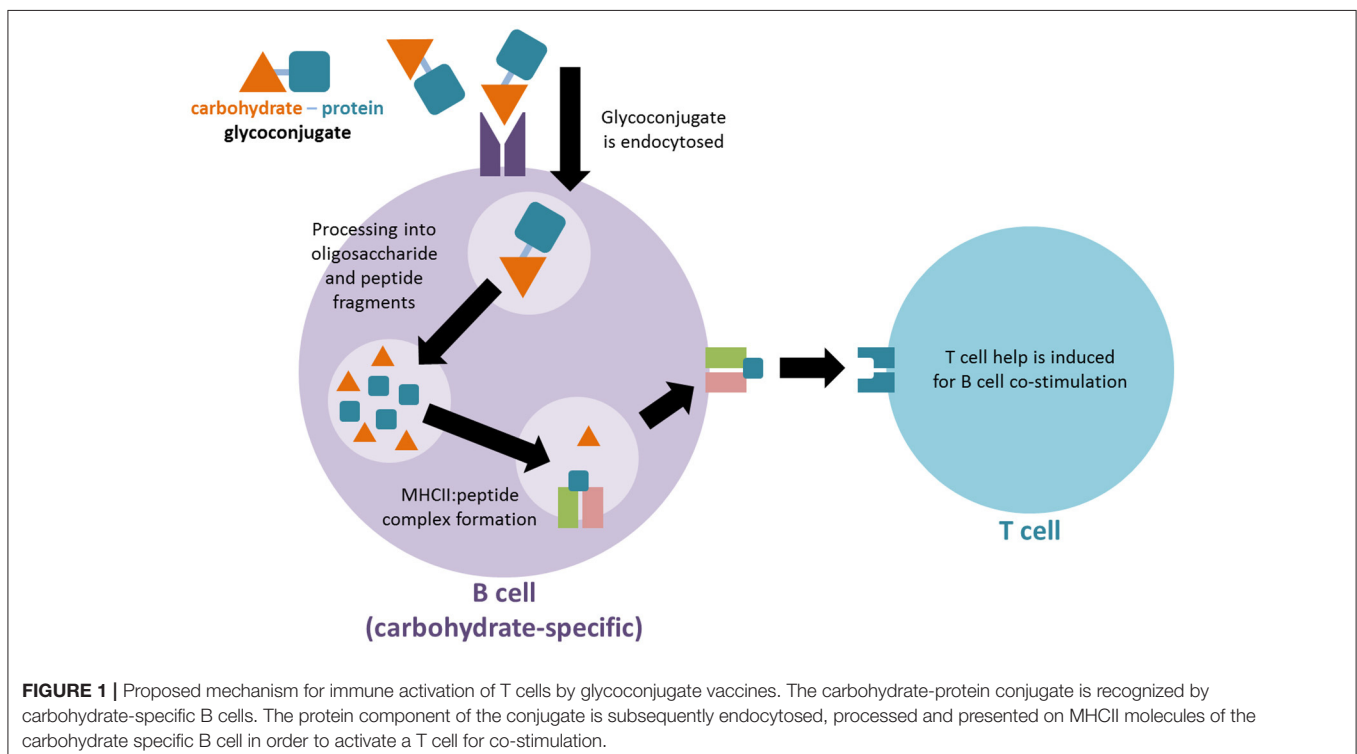 carbohydrate – protein
glycoconjugate
Glycoconjugate
is endocytosed
Processing into
oligosaccharide
and peptide
fragments
MHCII:peptide
complex formation
T cell help is induced
for B cell co-stimulation
T cell
B cell
(carbohydrate-specific)
FIGURE 1 | Proposed mechanism for immune activation of T cells by glycoconjugate vaccines. The carbohydrate-protein conjugate is recognized by
carbohydrate-specific B cells. The protein component of the conjugate is subsequently endocytosed, processed and presented on MHCII molecules of the
carbohydrate specific B cell in order to activate a T cell for co-stimulation.